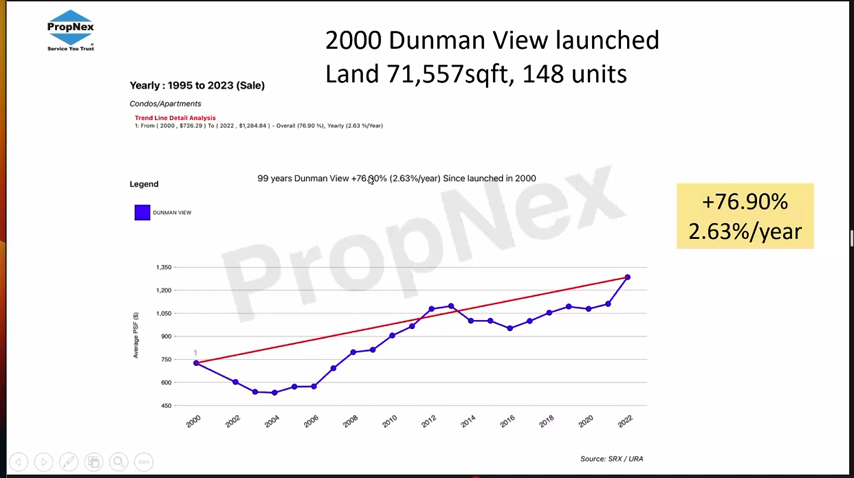 PropNex
Service You Trust
2000 Dunman View launched
Land 71,557sqft, 148 units
Yearly : 1995 to 2023 (Sale)
Condos/Apartments
Trend Line Detail Analysis
1: From ( 2000 , $726.29 ) To ( 2022 , $1,284.84 ) - Overall (76.90 %), Yearly (2.63 %/Year)
99 years Dunman View +76.90% (2.63%/year) Since launched in 2000
Legend
DUNMAN VIEW
+76.90%
2.63%/year
PropNex
Average PSF ($)
1,350
1,200
1,050
900
750
600
450
1
2000
2002
2004
2006
2008
2010
2012
2014
2016
2018
2020
2022
Source: SRX / URA